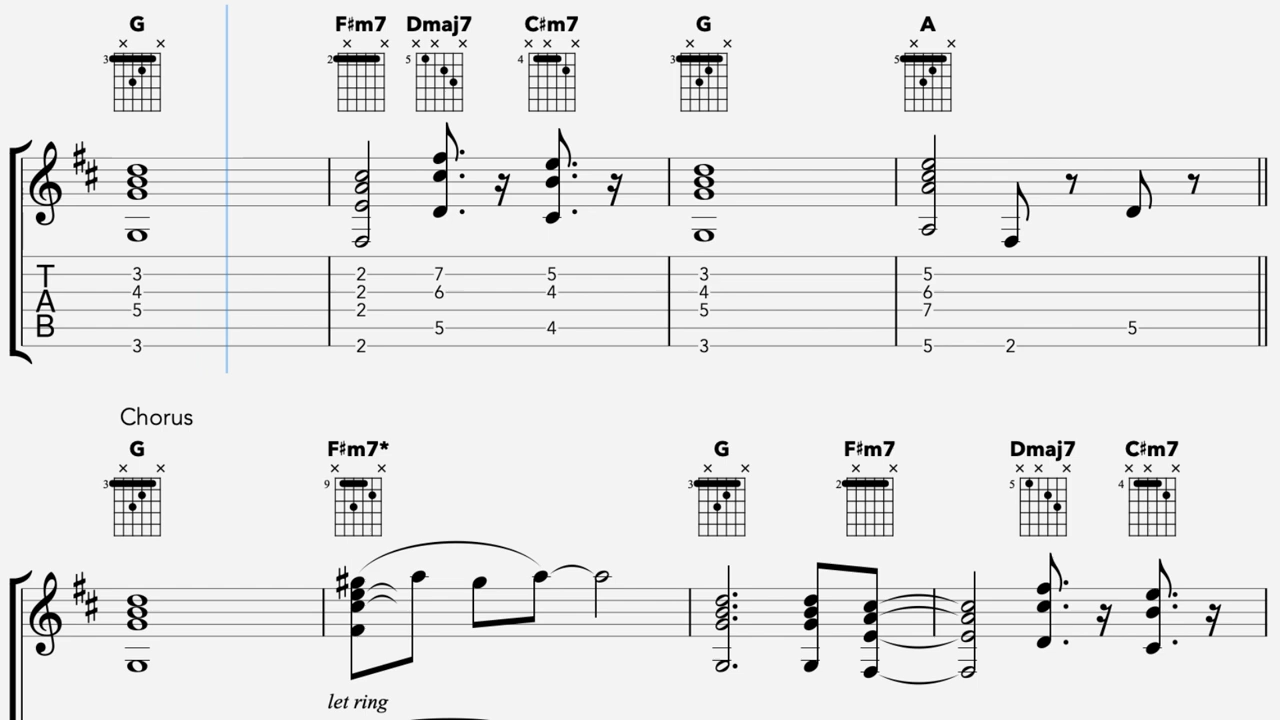 G F♯m7 Dmaj7 C♯m7 G A
× × × × × × × × × × × × × ×
3 2 5 4 3 5
T 3 2 7 5 3 5
4 2 6 4 4 6
A 5 2 5 7
B 5 4 5
3 2 3 5 2
Chorus
G F♯m7* G F♯m7 Dmaj7 C♯m7
× × × × × × × × × × × × × ×
3 9 3 2 5 4
let ring